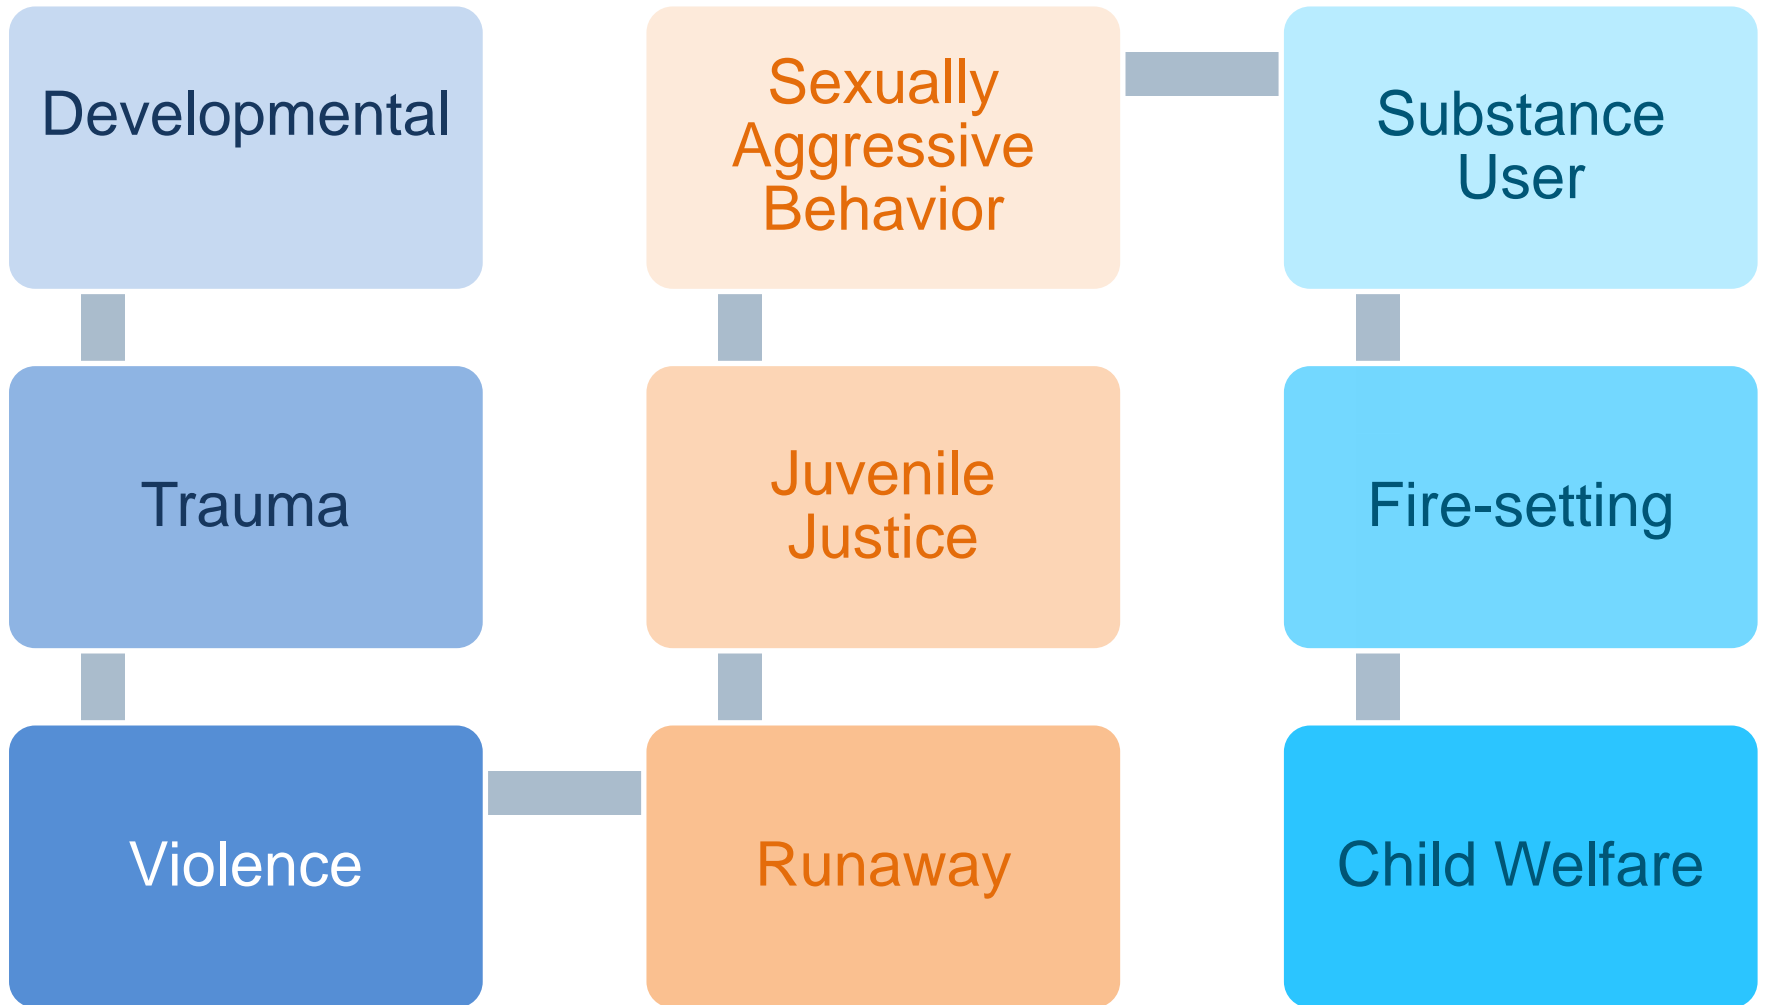 Developmental
Trauma
Violence
Runaway
Juvenile
Justice
Sexually
Aggressive
Behavior
Substance
User
Fire-setting
Child Welfare